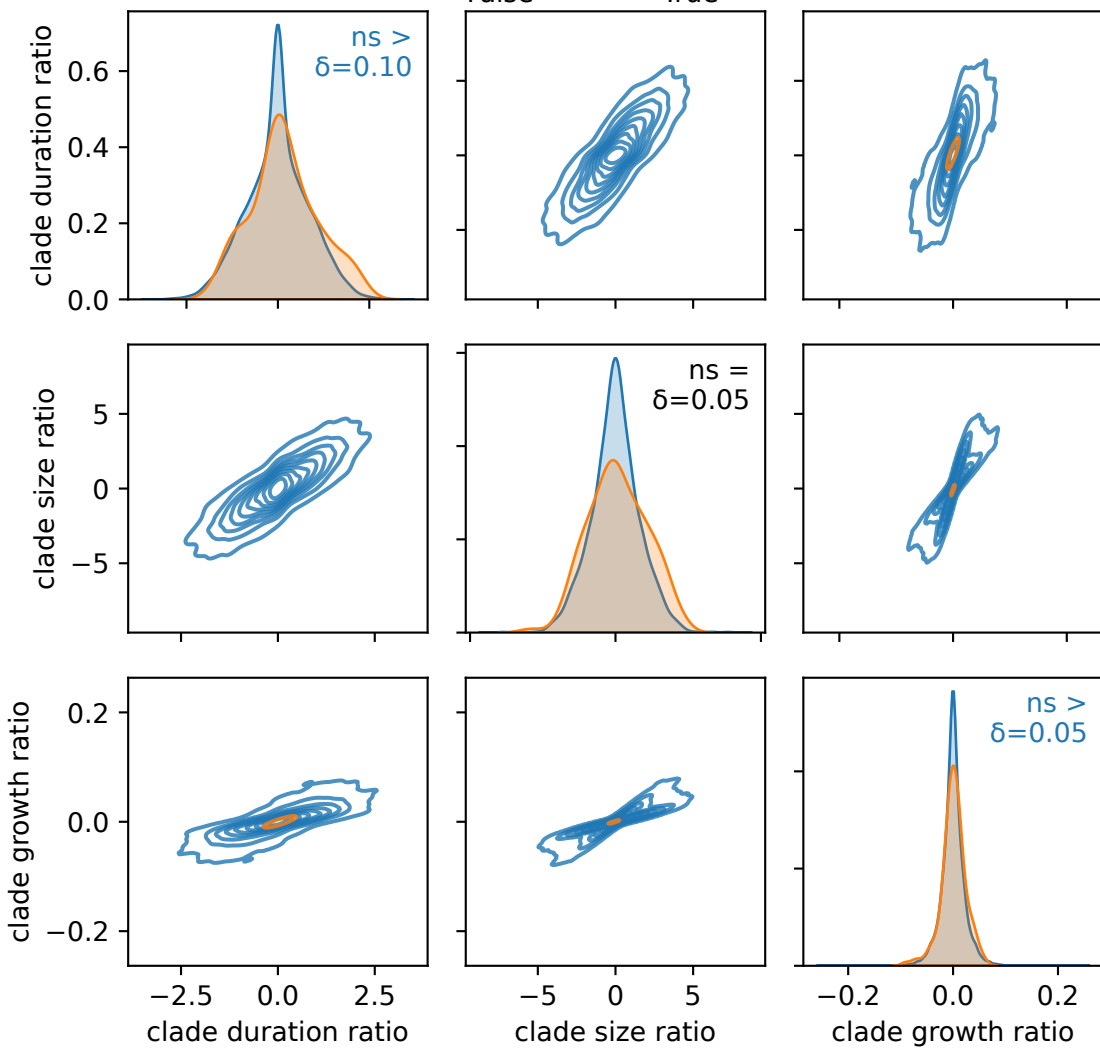 True
clade duration ratio
0.6
0.4
0.2
0.0
ns >
δ=0.10
clade size ratio
5
0
−5
ns =
δ=0.05
clade growth ratio
0.2
0.0
−0.2
ns >
δ=0.05
−2.5 0.0 2.5
clade duration ratio
−5 0 5
clade size ratio
−0.2 0.0 0.2
clade growth ratio